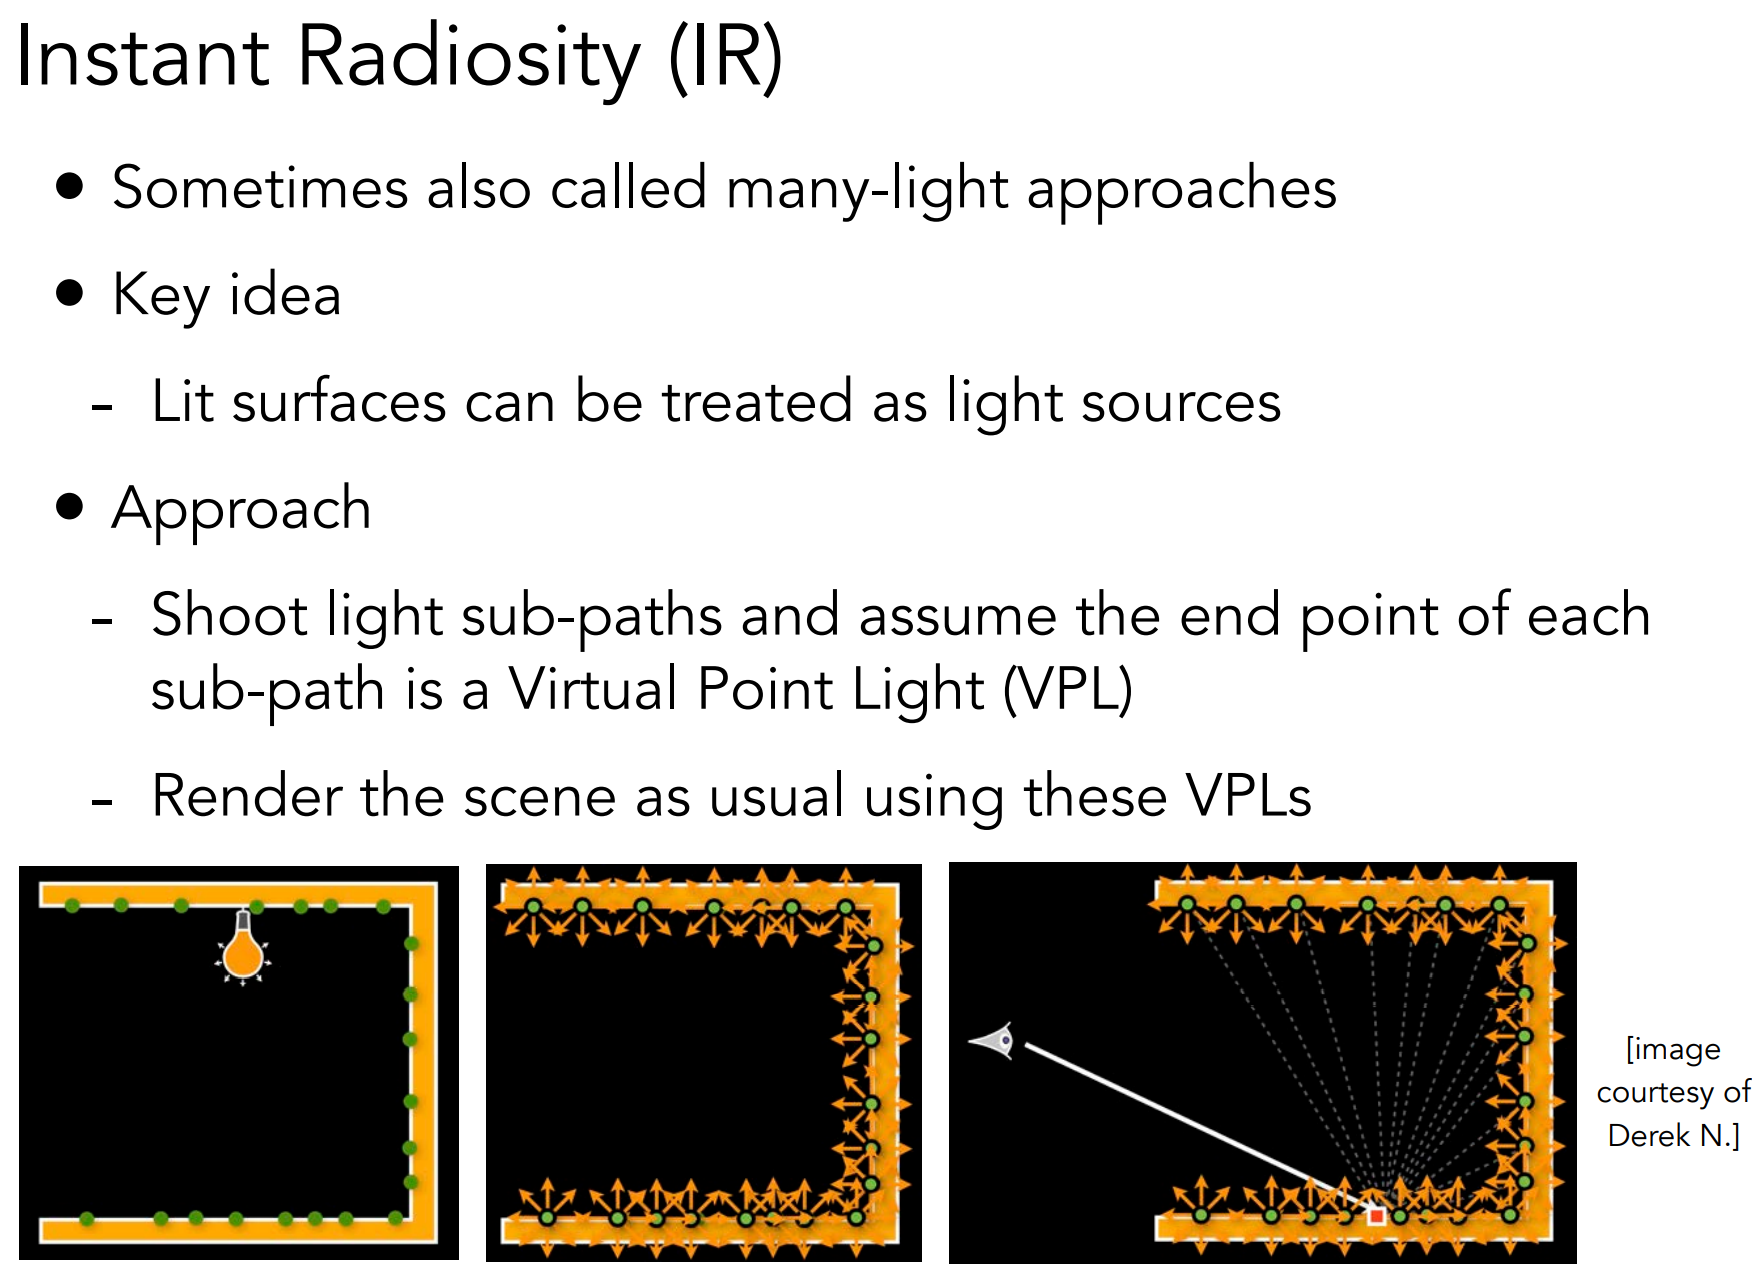 Instant Radiosity (IR)
● Sometimes also called many-light approaches
● Key idea
- Lit surfaces can be treated as light sources
● Approach
- Shoot light sub-paths and assume the end point of each
sub-path is a Virtual Point Light (VPL)
- Render the scene as usual using these VPLs
[image
courtesy of
Derek N.]